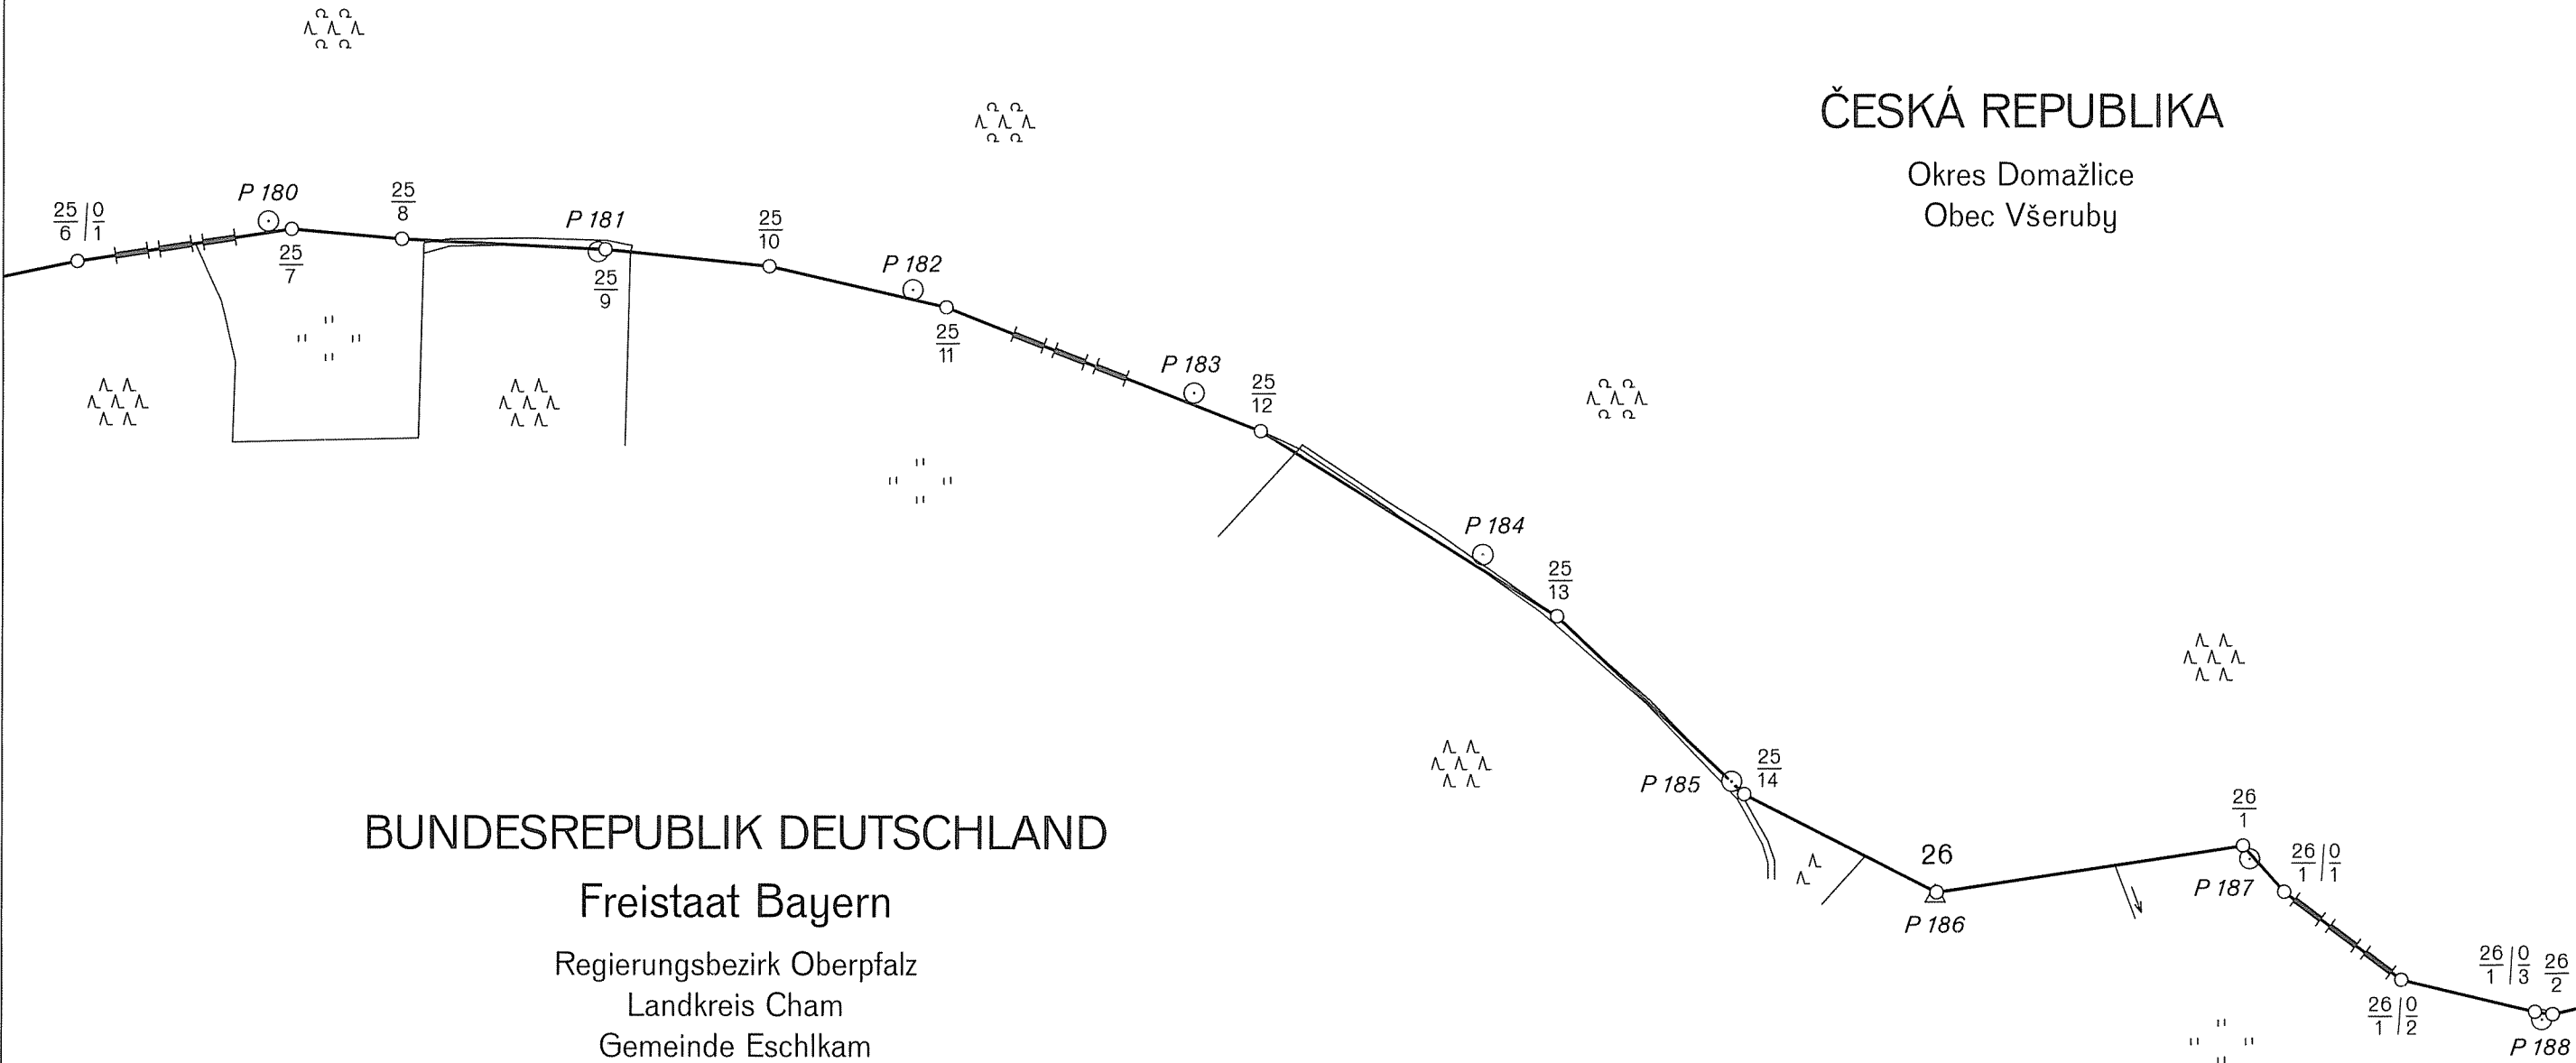 ČESKÁ REPUBLIKA
Okres Domažlice
Obec Všeruby
25/6 | 0/1
P 180
25/7
25/8
P 181
25/9
25/10
P 182
25/11
P 183
25/12
P 184
25/13
P 185
25/14
26
P 186
26/1
P 187
26/1 | 0/1
26/1 | 0/2
26/1 | 0/3
26/2
P 188
BUNDESREPUBLIK DEUTSCHLAND
Freistaat Bayern
Regierungsbezirk Oberpfalz
Landkreis Cham
Gemeinde Eschlkam